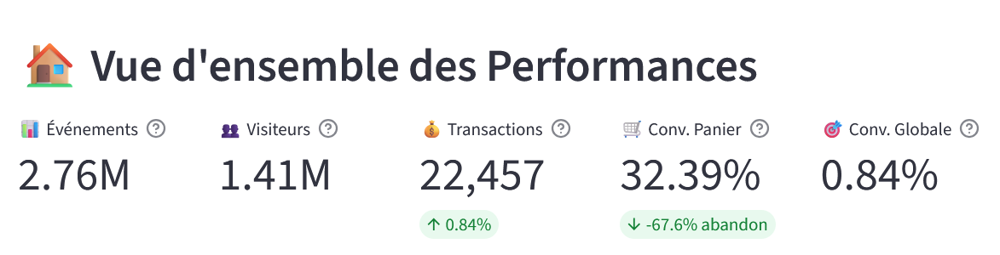 Vue d'ensemble des Performances
Événements
Visiteurs
Transactions
Conv. Panier
Conv. Globale
2.76M
1.41M
22,457
32.39%
0.84%
↑ 0.84%
↓ -67.6% abandon